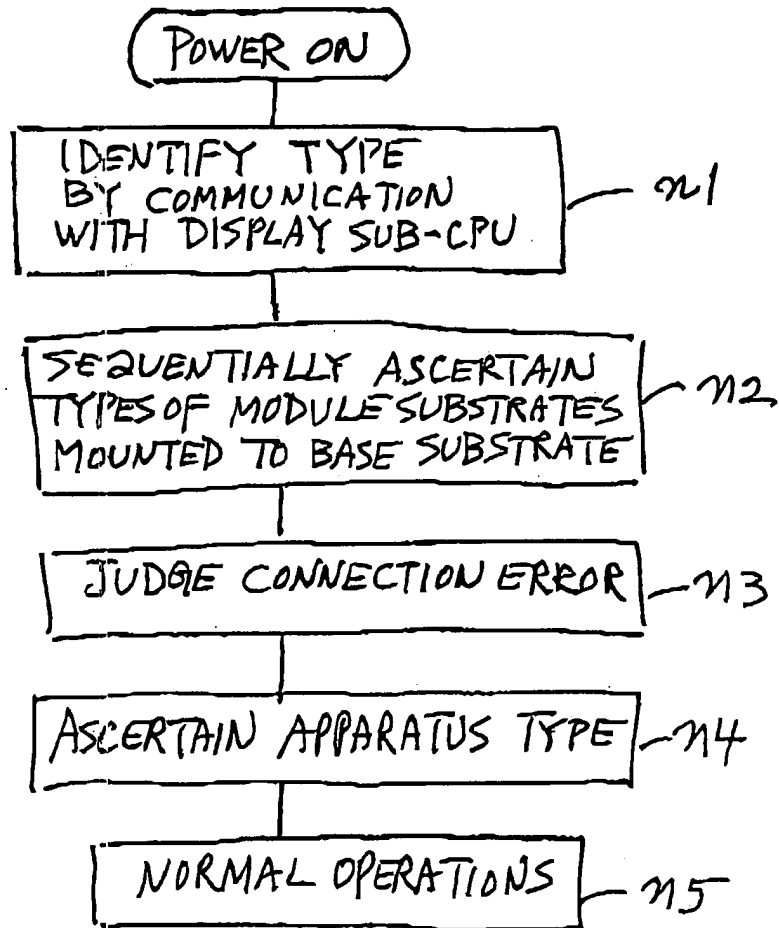 POWER ON
IDENTIFY TYPE
BY COMMUNICATION
WITH DISPLAY SUB-CPU
n1
SEQUENTIALLY ASCERTAIN
TYPES OF MODULE SUBSTRATES
MOUNTED TO BASE SUBSTRATE
n2
JUDGE CONNECTION ERROR
n3
ASCERTAIN APPARATUS TYPE
n4
NORMAL OPERATIONS
n5